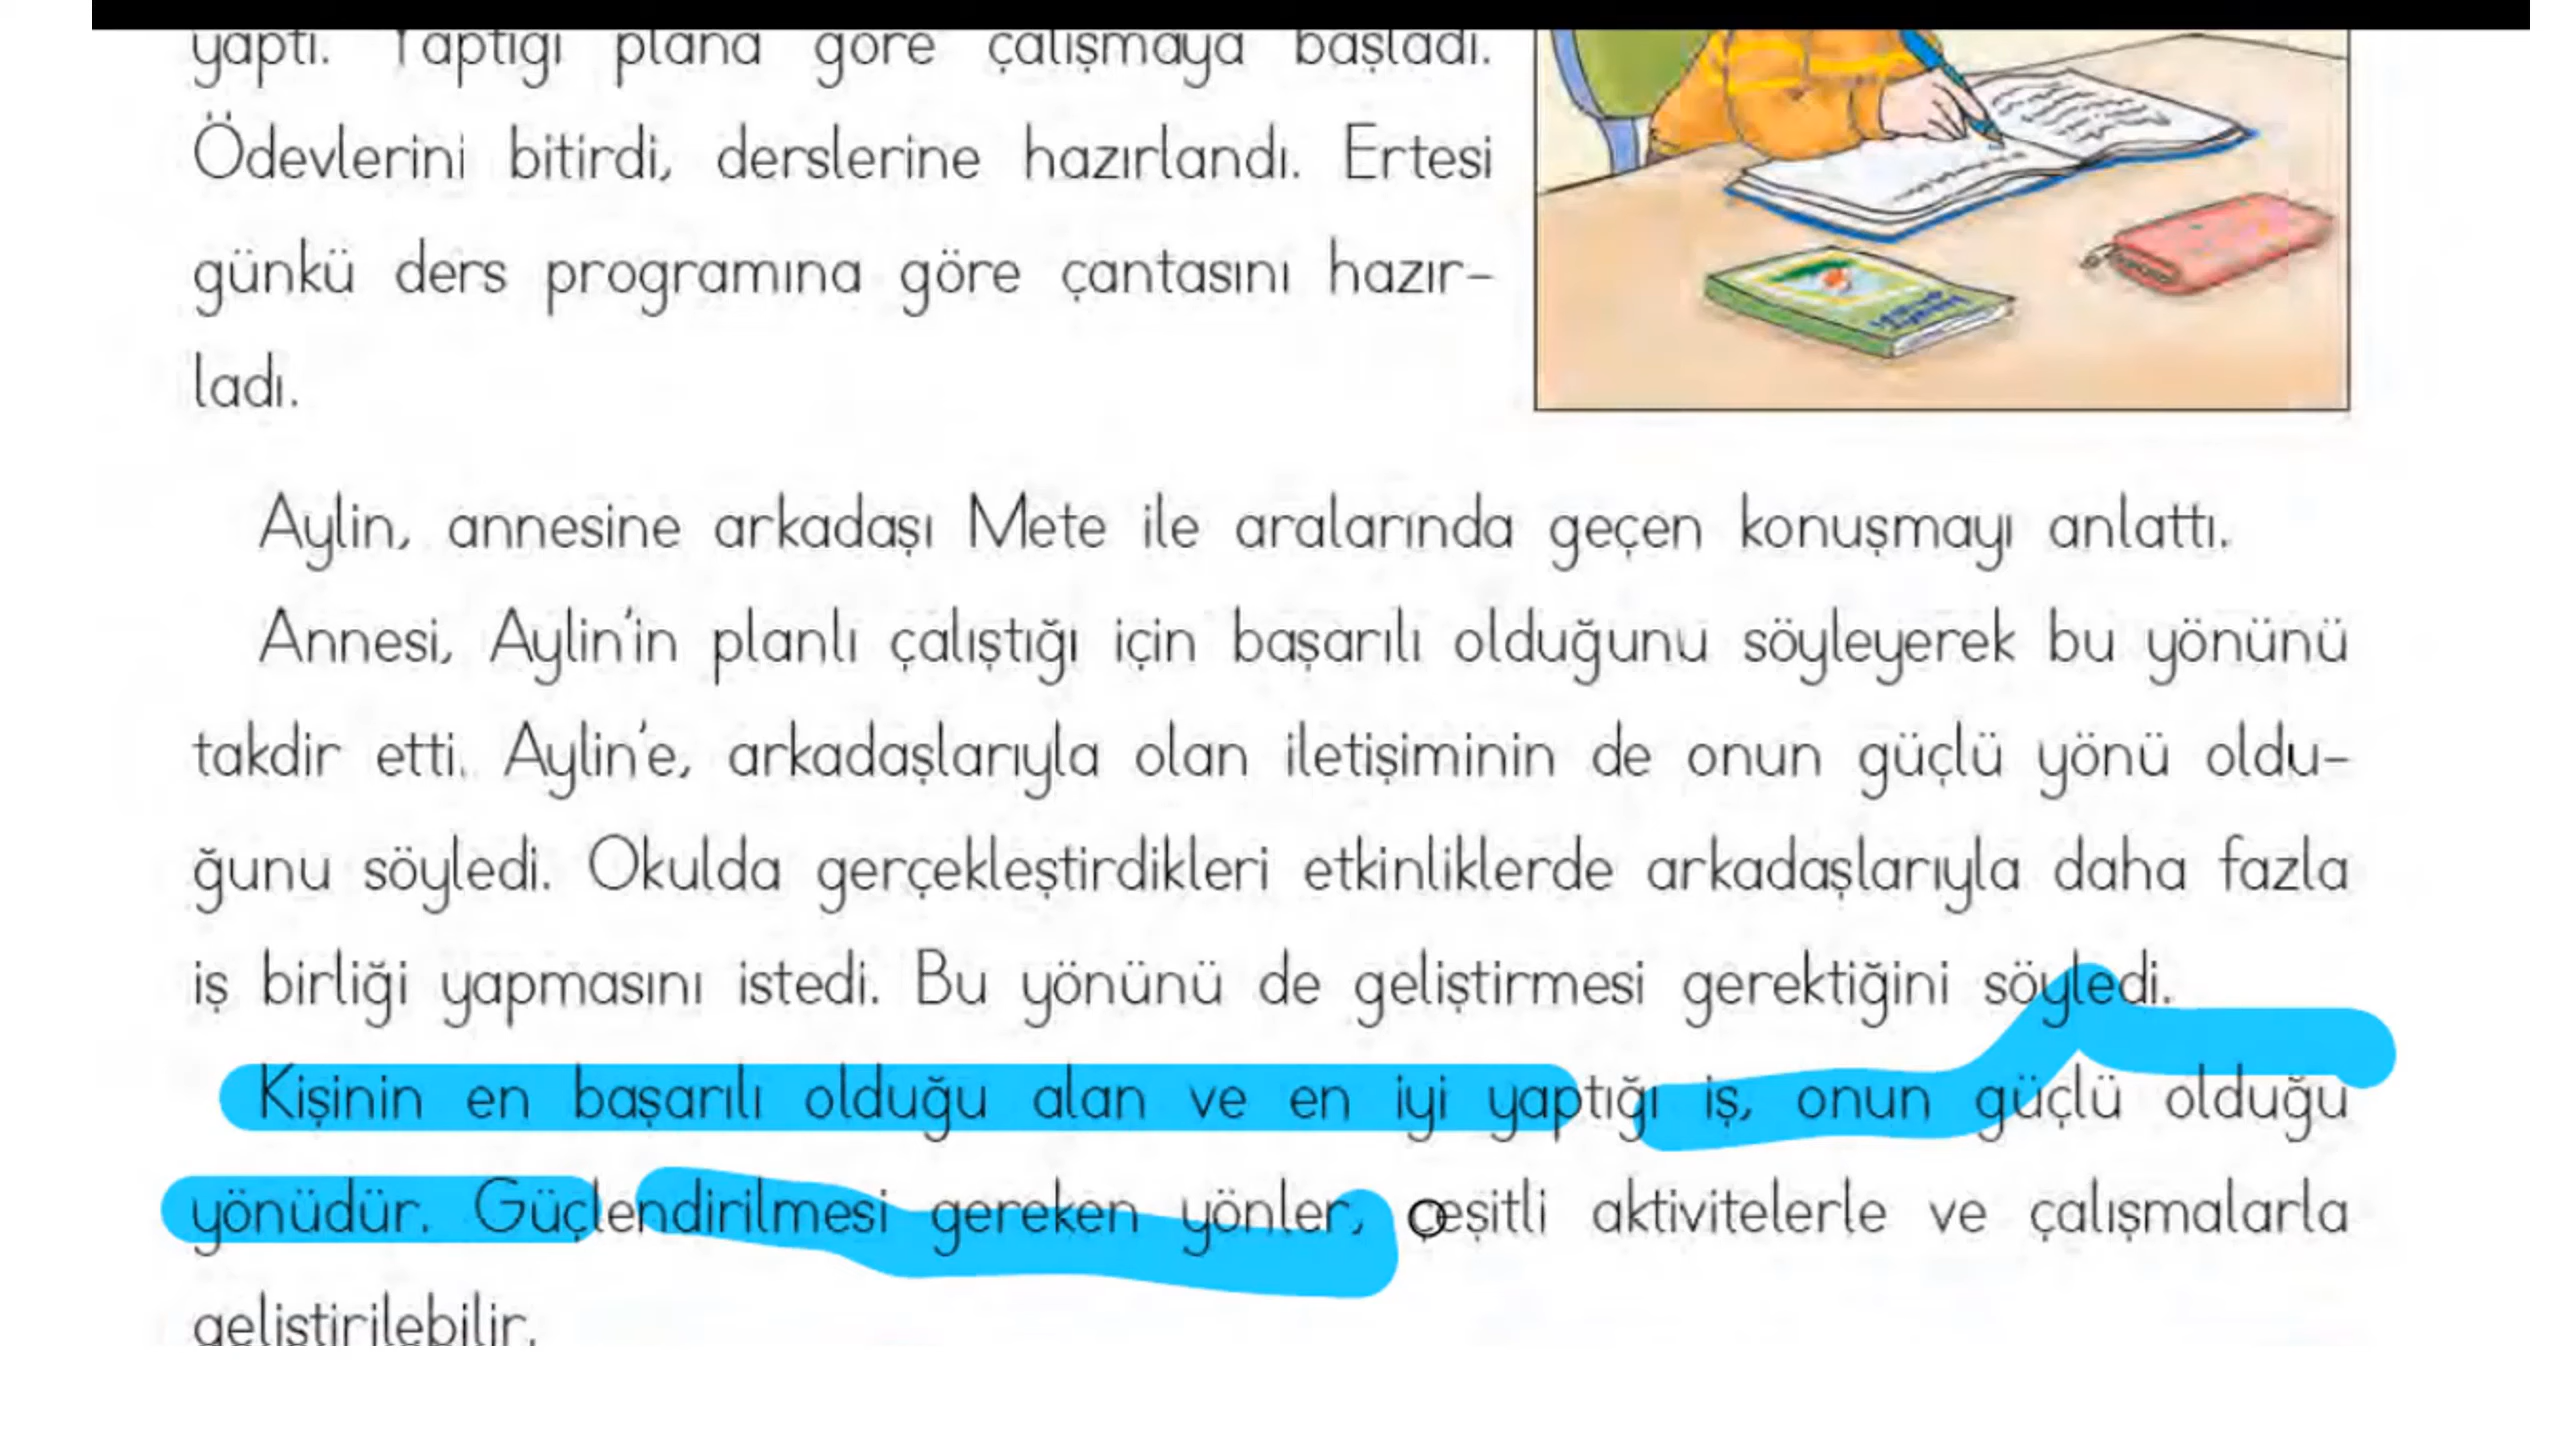 yaptı. Yaptığı plana göre çalışmaya başladı.
Ödevlerini bitirdi, derslerine hazırlandı. Ertesi
günkü ders programına göre çantasını hazır-
ladı.
Aylin, annesine arkadaşı Mete ile aralarında geçen konuşmayı anlattı.
Annesi, Aylin'in planlı çalıştığı için başarılı olduğunu söyleyerek bu yönünü
takdir etti. Aylin'e, arkadaşlarıyla olan iletişiminin de onun güçlü yönü oldu-
ğunu söyledi. Okulda gerçekleştirdikleri etkinliklerde arkadaşlarıyla daha fazla
iş birliği yapmasını istedi. Bu yönünü de geliştirmesi gerektiğini söyledi.
Kişinin en başarılı olduğu alan ve en iyi yaptığı iş, onun güçlü olduğu
yönüdür. Güçlendirilmesi gereken yönler, çeşitli aktivitelerle ve çalışmalarla
geliştirilebilir.